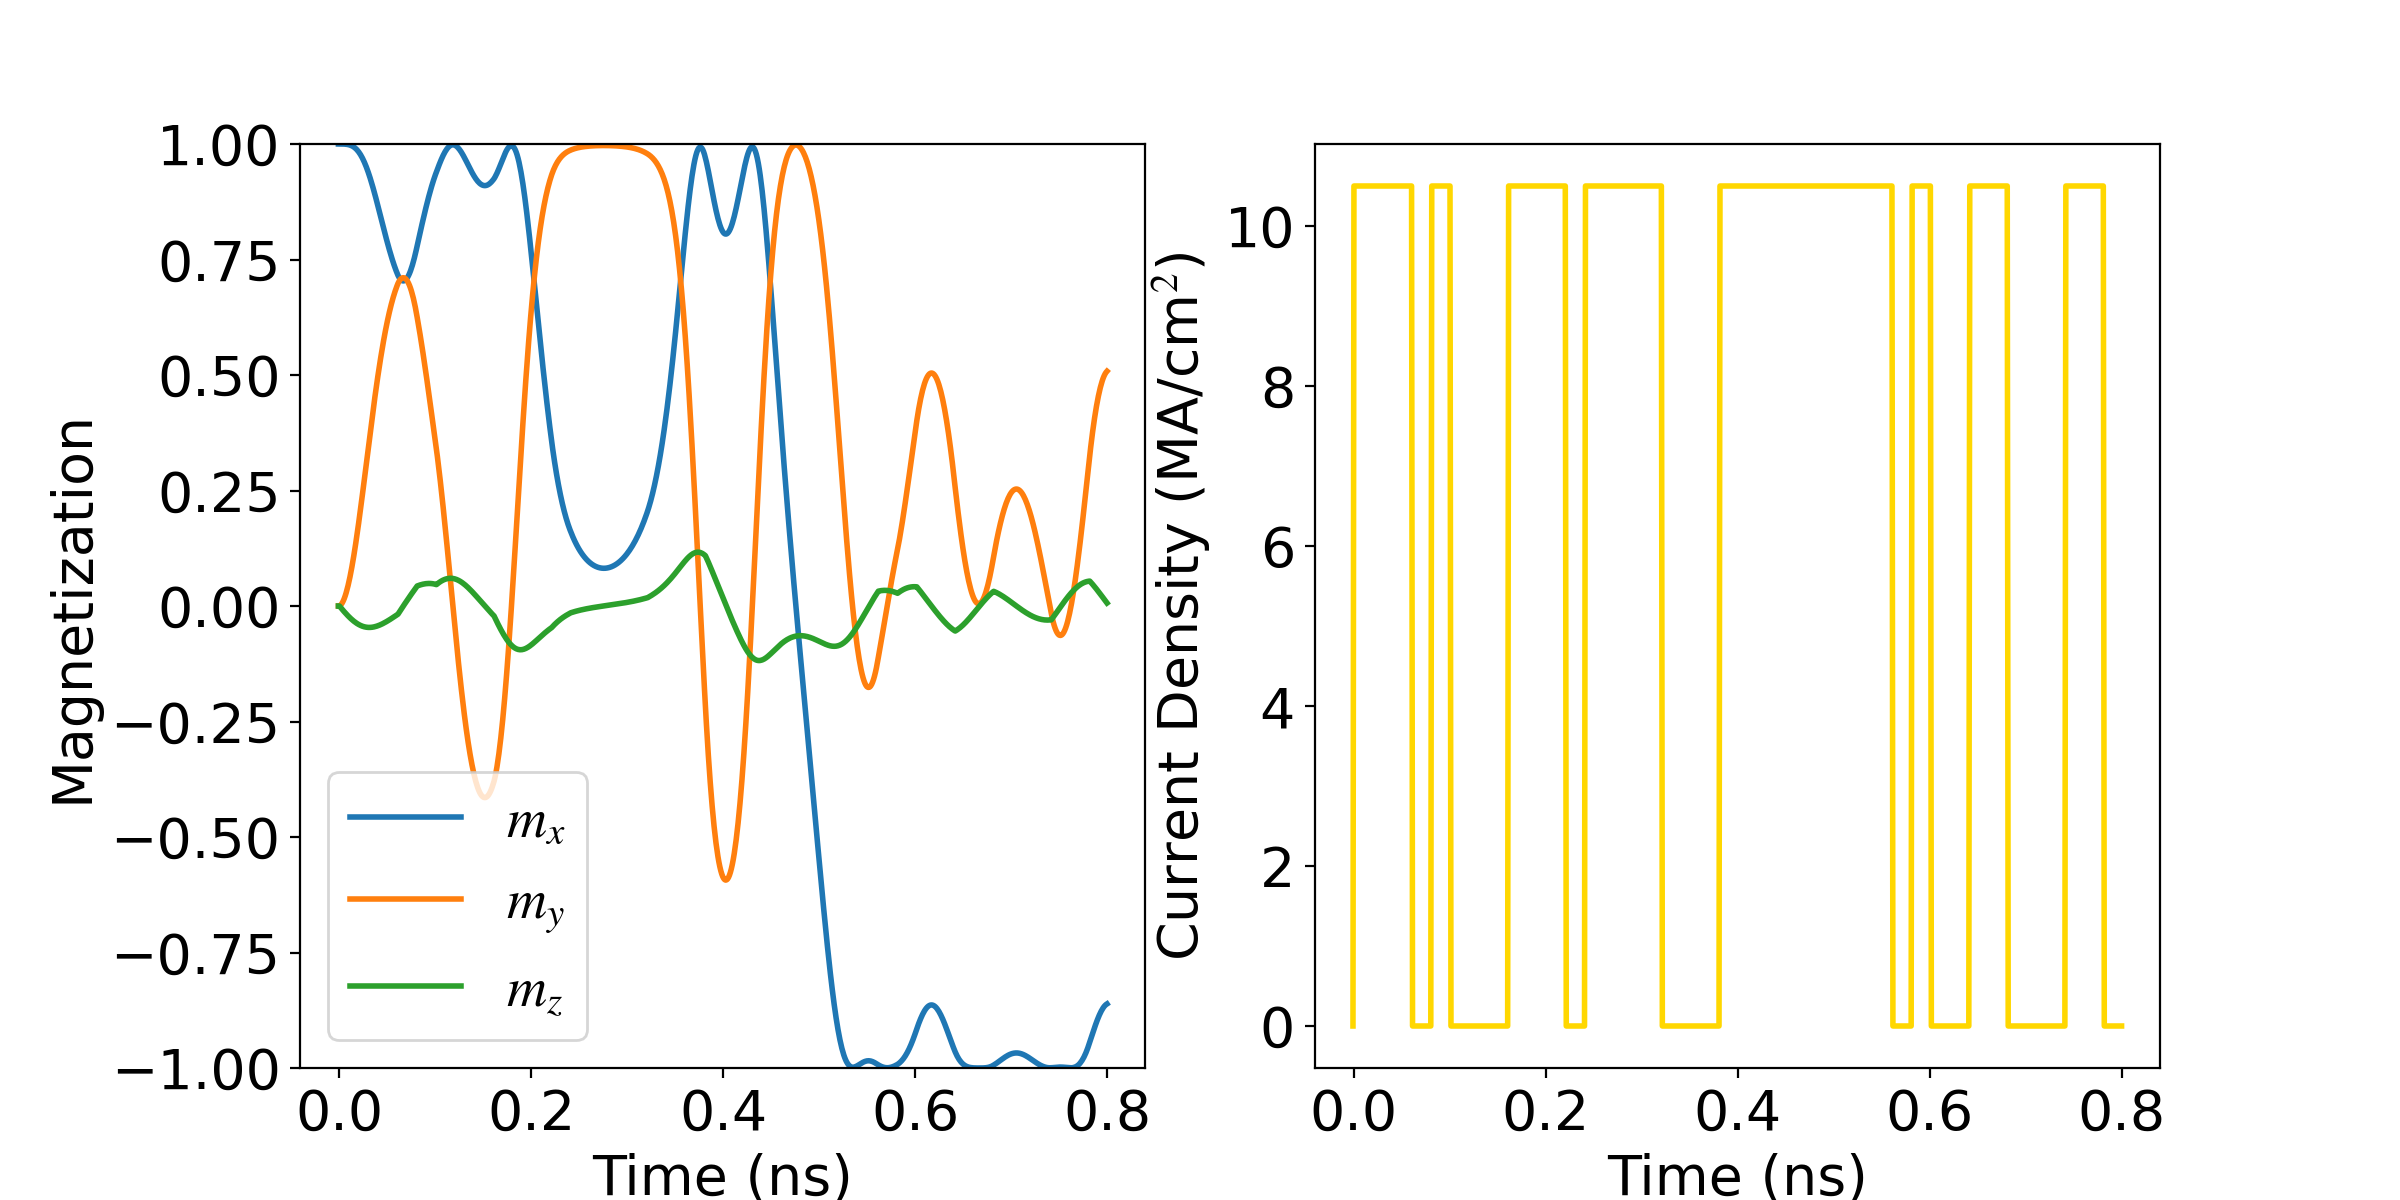 1.00
0.75
0.50
0.25
0.00
−0.25
−0.50
−0.75
−1.00
Magnetization
m_x
m_y
m_z
0.0 0.2 0.4 0.6 0.8
Time (ns)
10
8
6
4
2
0
Current Density (MA/cm²)
0.0 0.2 0.4 0.6 0.8
Time (ns)